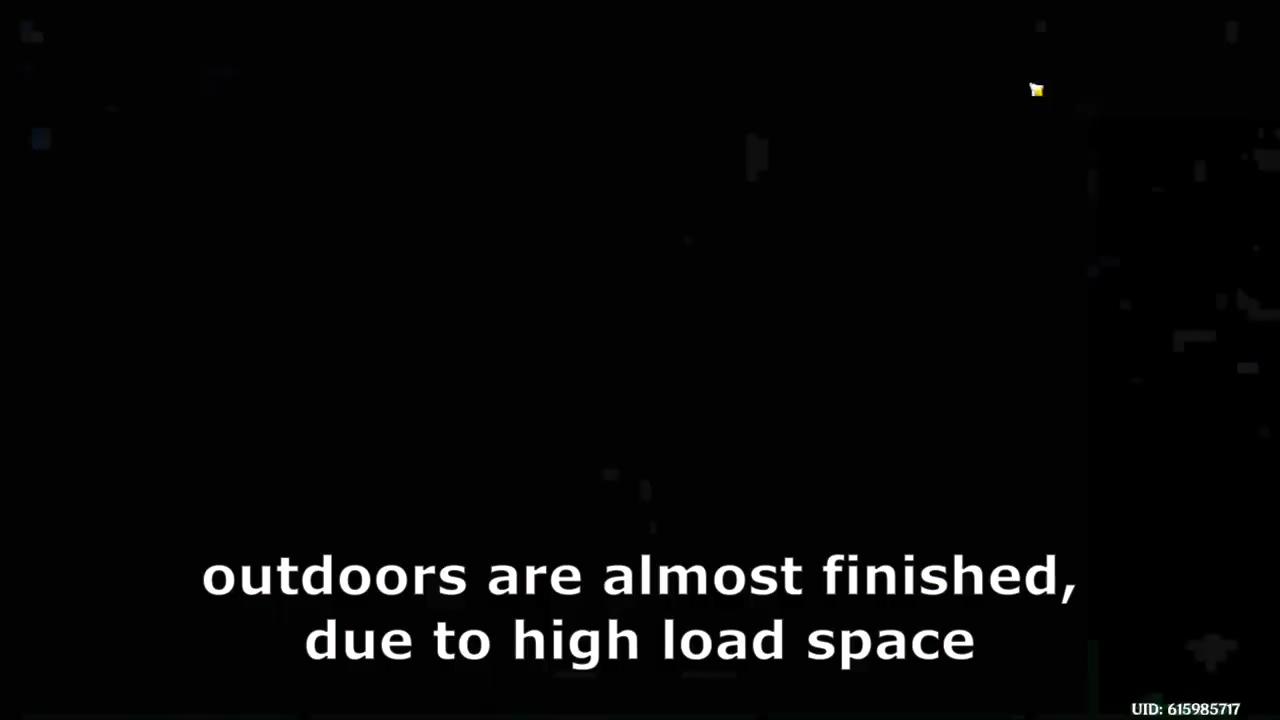 outdoors are almost finished,
due to high load space
UID: 615985717